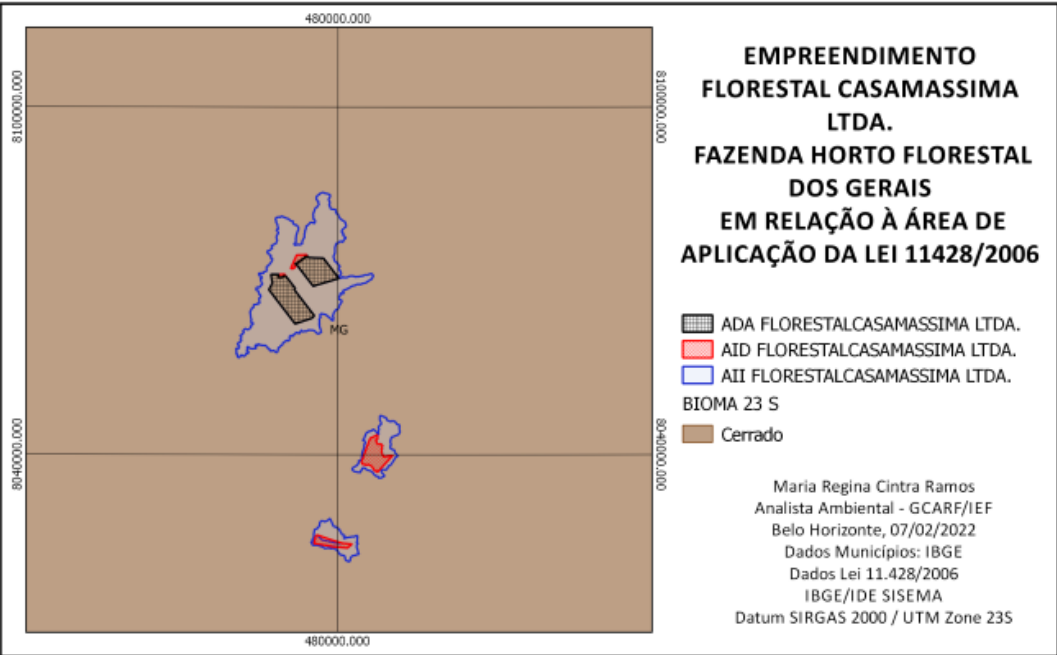 480000.000
8100000.000
8100000.000
MG
8040000.000
8040000.000
480000.000
EMPREENDIMENTO
FLORESTAL CASAMASSIMA
LTDA.
FAZENDA HORTO FLORESTAL
DOS GERAIS
EM RELAÇÃO À ÁREA DE
APLICAÇÃO DA LEI 11428/2006
ADA FLORESTALCASAMASSIMA LTDA.
AID FLORESTALCASAMASSIMA LTDA.
AII FLORESTALCASAMASSIMA LTDA.
BIOMA 23 S
Cerrado
Maria Regina Cintra Ramos
Analista Ambiental - GCARF/IEF
Belo Horizonte, 07/02/2022
Dados Municípios: IBGE
Dados Lei 11.428/2006
IBGE/IDE SISEMA
Datum SIRGAS 2000 / UTM Zone 23S